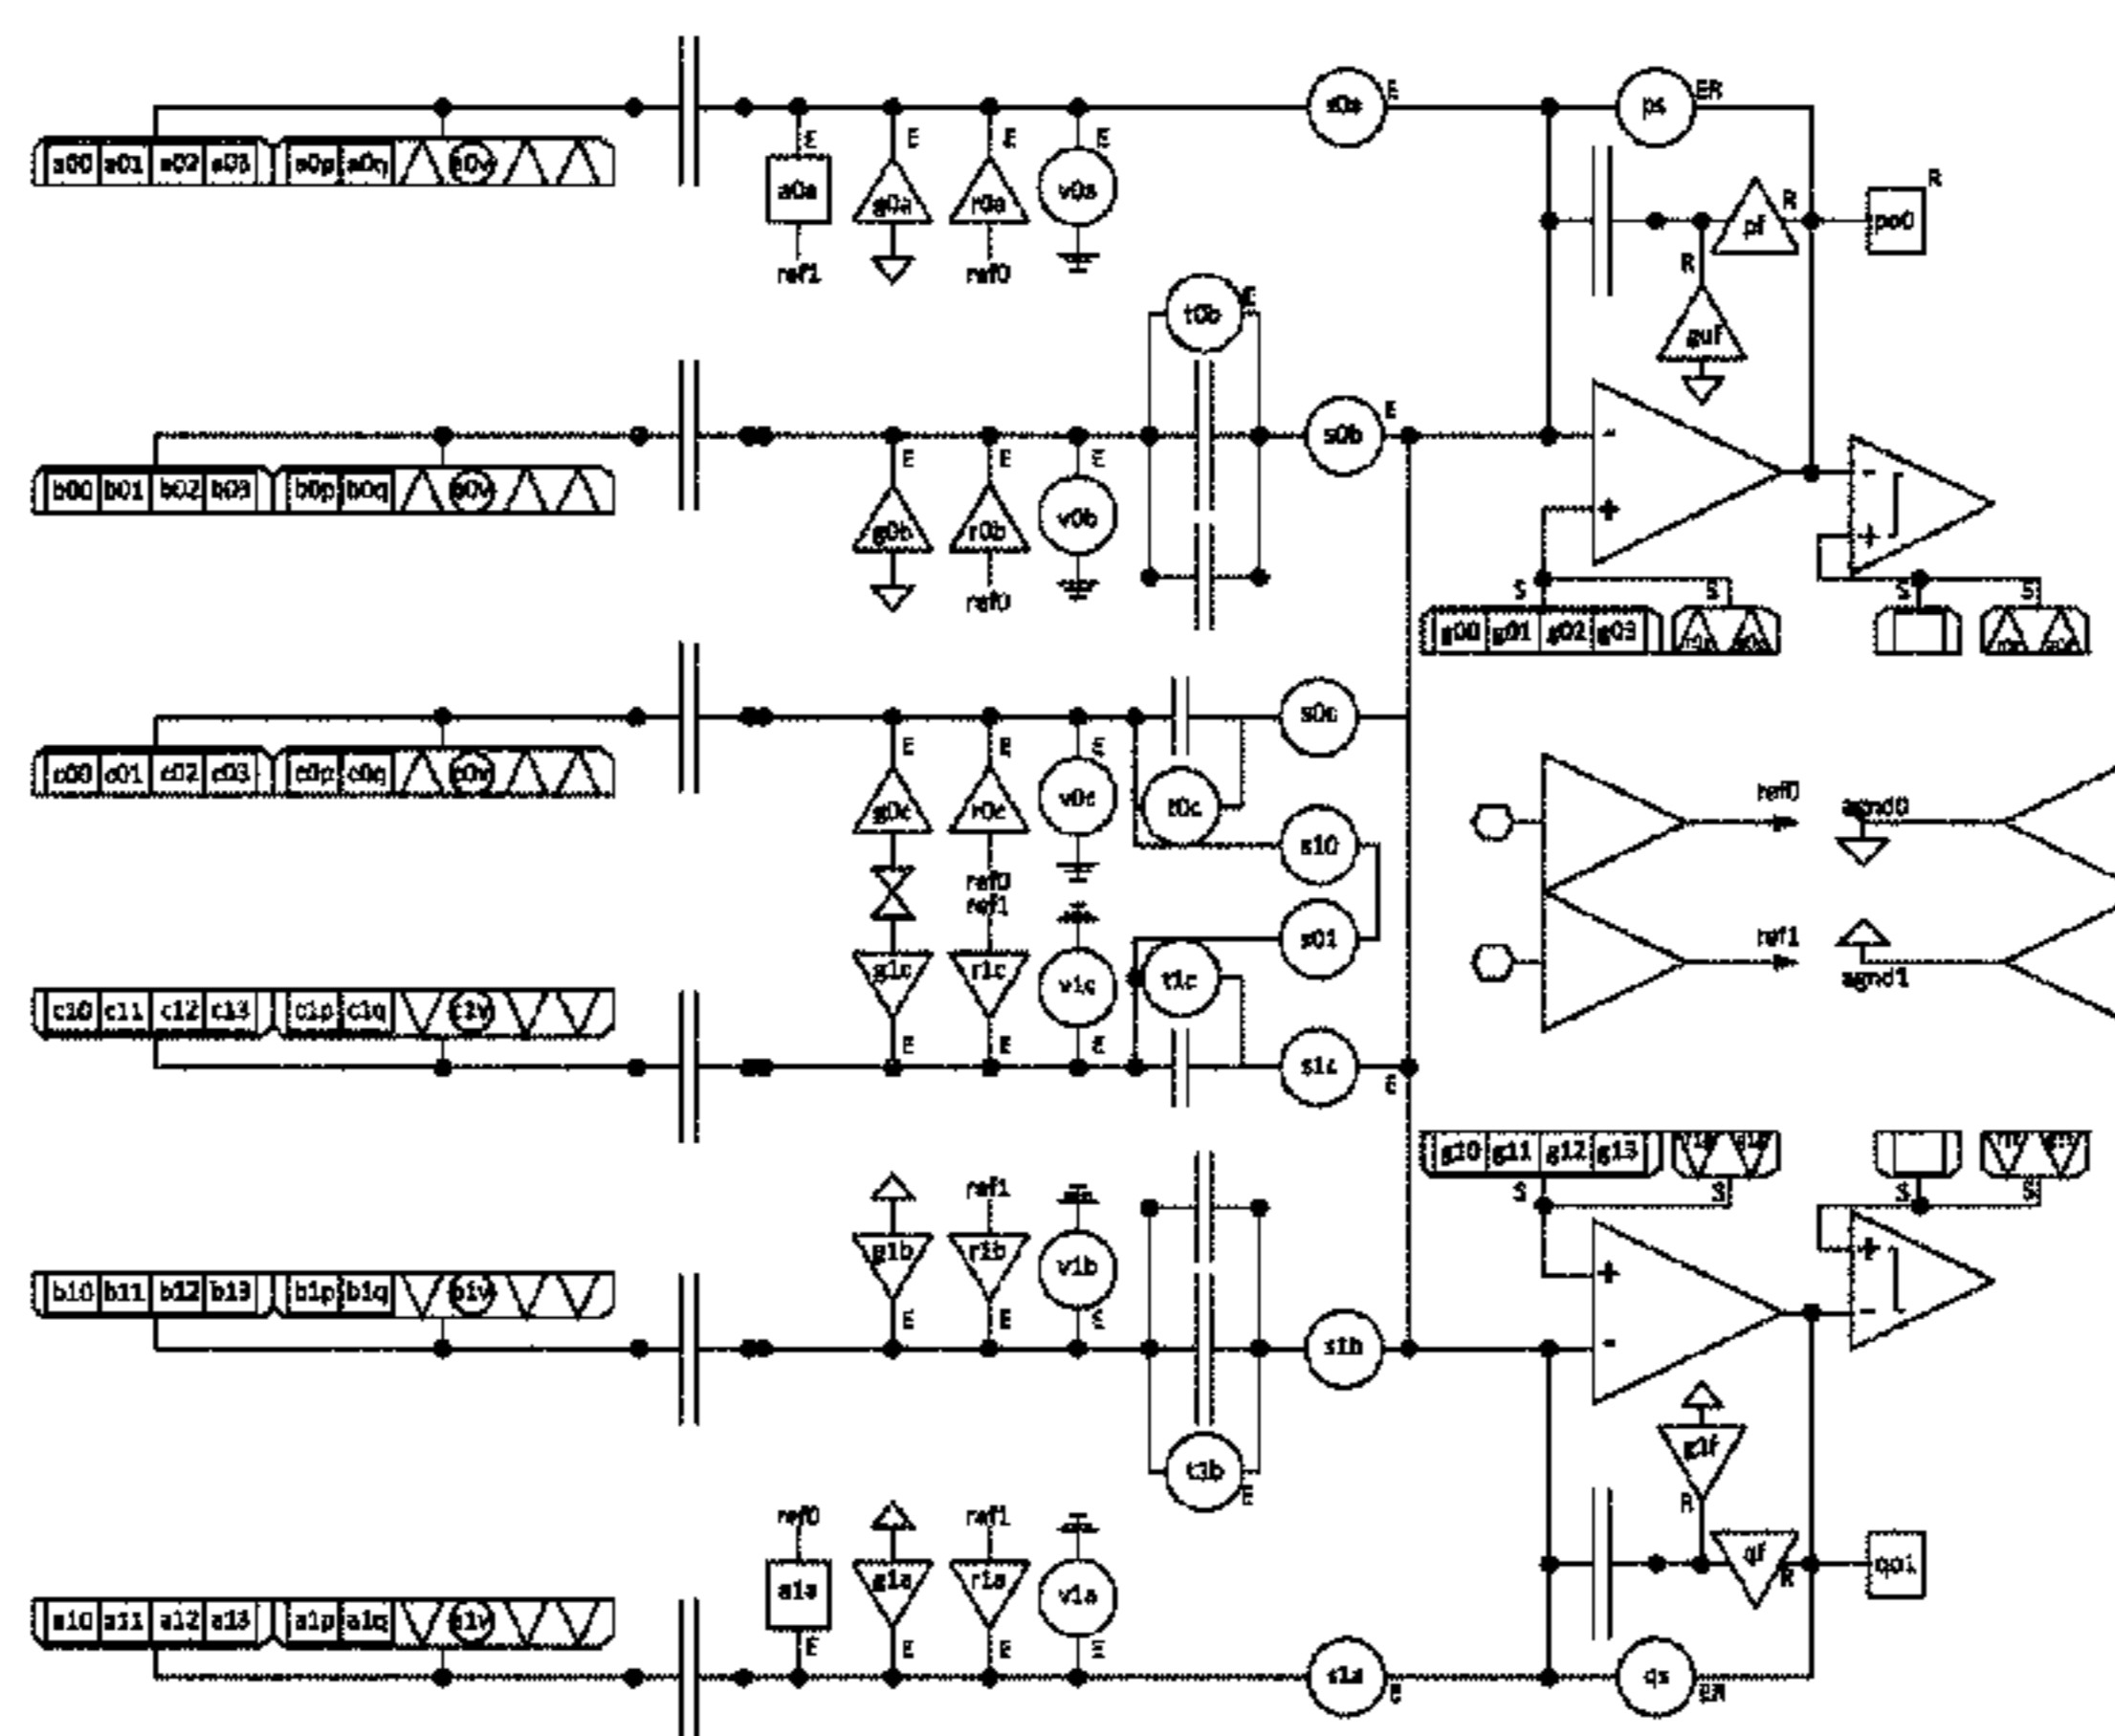 E ps ER
a00 a01 a02 a03 a0p a0q a0v E E E E
a0a g0a r0a v0a R pf po0 R
ref1 ref0 R
t0b E guf
s0b E -
b00 b01 b02 b03 b0p b0q b0v E E E -
g0b r0b v0b + +
ref0 S S S S
g00 g01 g02 g03
s0c
c00 c01 c02 c03 c0p c0q c0v E E E
g0c r0c v0c t0c ref0 agnd0
s10
ref0
ref1
s01 ref1
g1c r1c v1c t1c agnd1
c10 c11 c12 c13 c1p c1q c1v E E E s1c E
g10 g11 g12 g13
ref1 S S S S
g1b r1b v1b + +
b10 b11 b12 b13 b1p b1q b1v E E E -
s1b -
g1f
t1b E
ref0 ref1 R
a1a g1a r1a v1a qf R qo1
a10 a11 a12 a13 a1p a1q a1v E E E E
s1a E qs ER